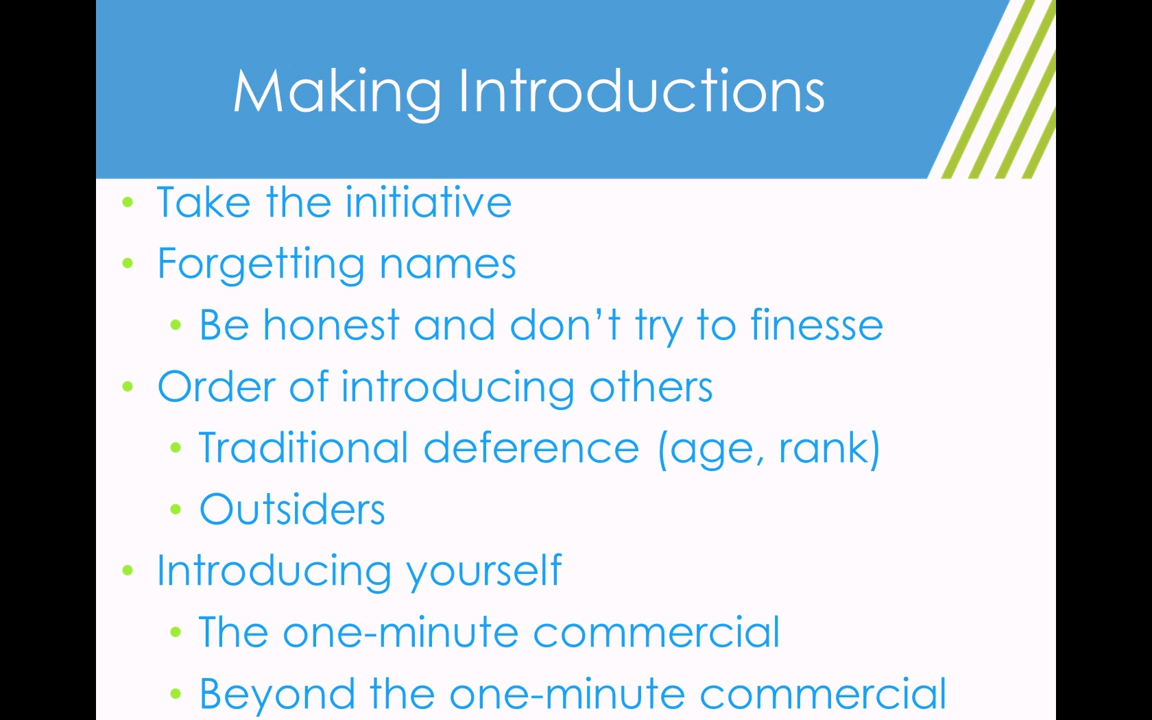 Making Introductions
• Take the initiative
• Forgetting names
• Be honest and don’t try to finesse
• Order of introducing others
• Traditional deference (age, rank)
• Outsiders
• Introducing yourself
• The one-minute commercial
• Beyond the one-minute commercial